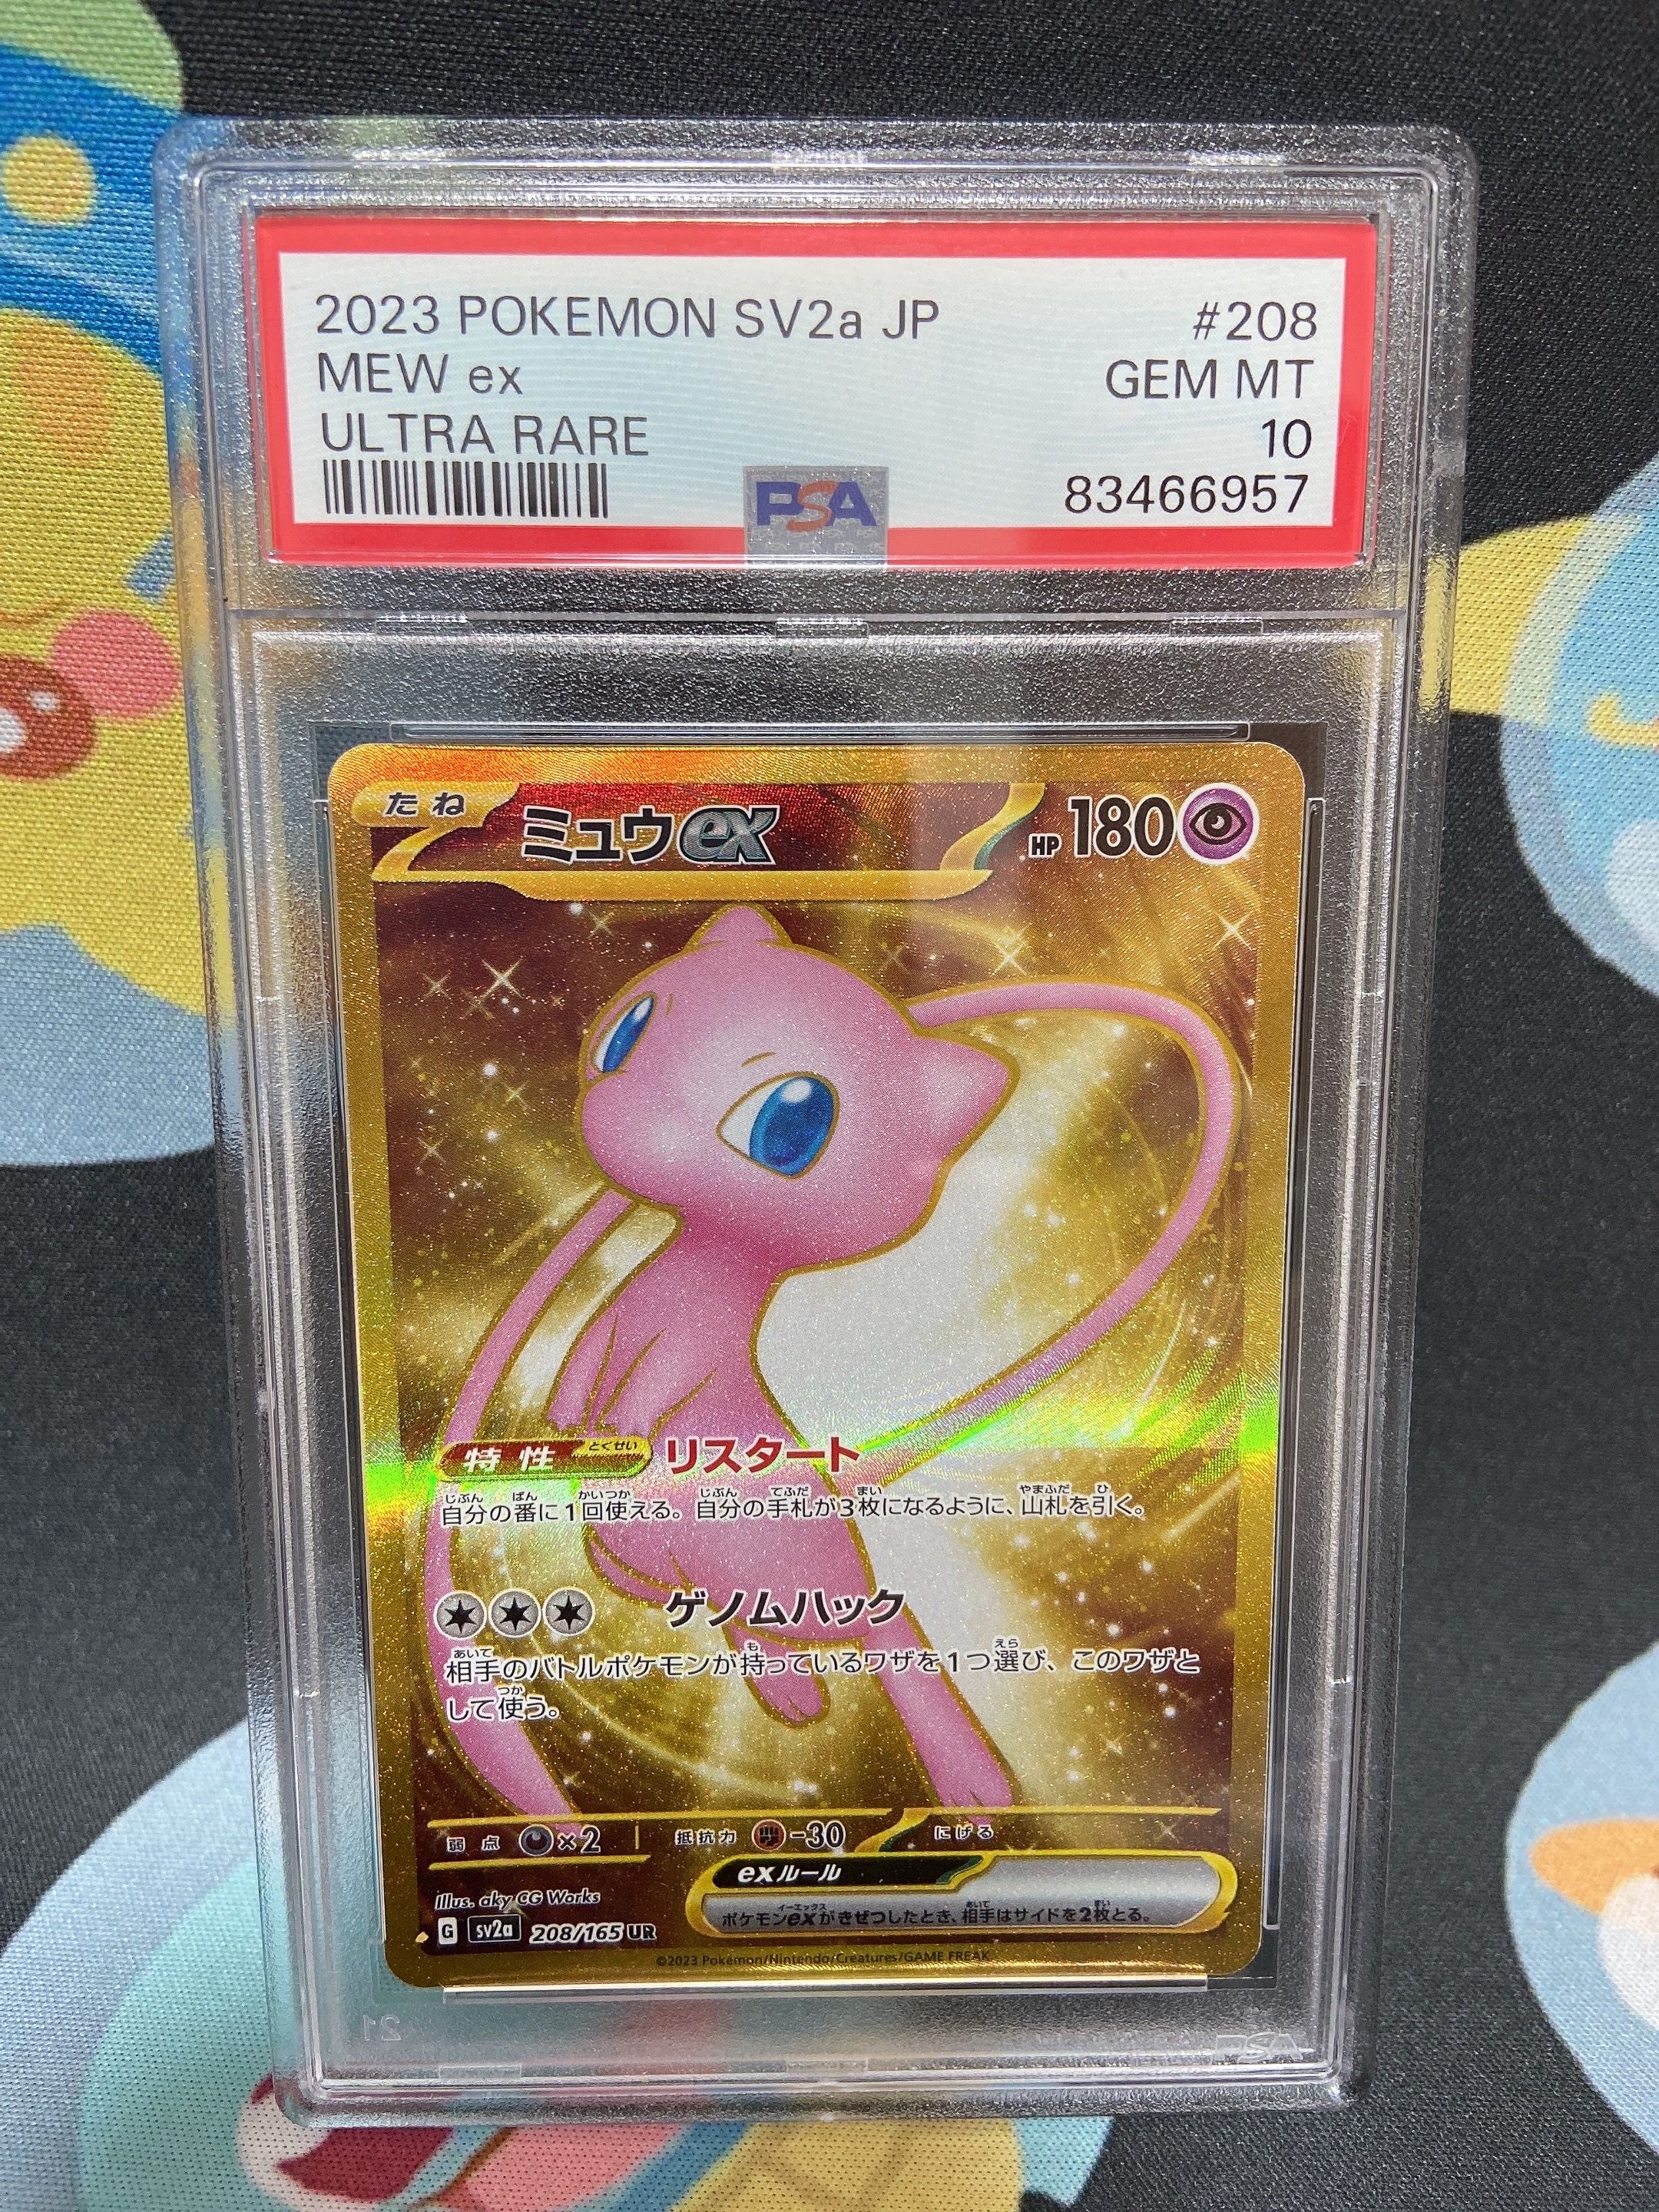 2023 POKEMON SV2a JP #208
MEW ex GEM MT
ULTRA RARE 10
PSA 83466957
たね ミュウex HP 180
特性 とくせい リスタート
自分の番に1回使える。自分の手札が3枚になるように、山札を引く。
ゲノムハック
相手のバトルポケモンが持っているワザを1つ選び、このワザと
して使う。
弱点 ×2 抵抗力 -30 にげる
exルール
ポケモンexがきぜつしたとき、相手はサイドを2枚とる。
illus. aky CG Works
G sv2a 208/165 UR
©2023 Pokémon/Nintendo/Creatures/GAME FREAK
PSA